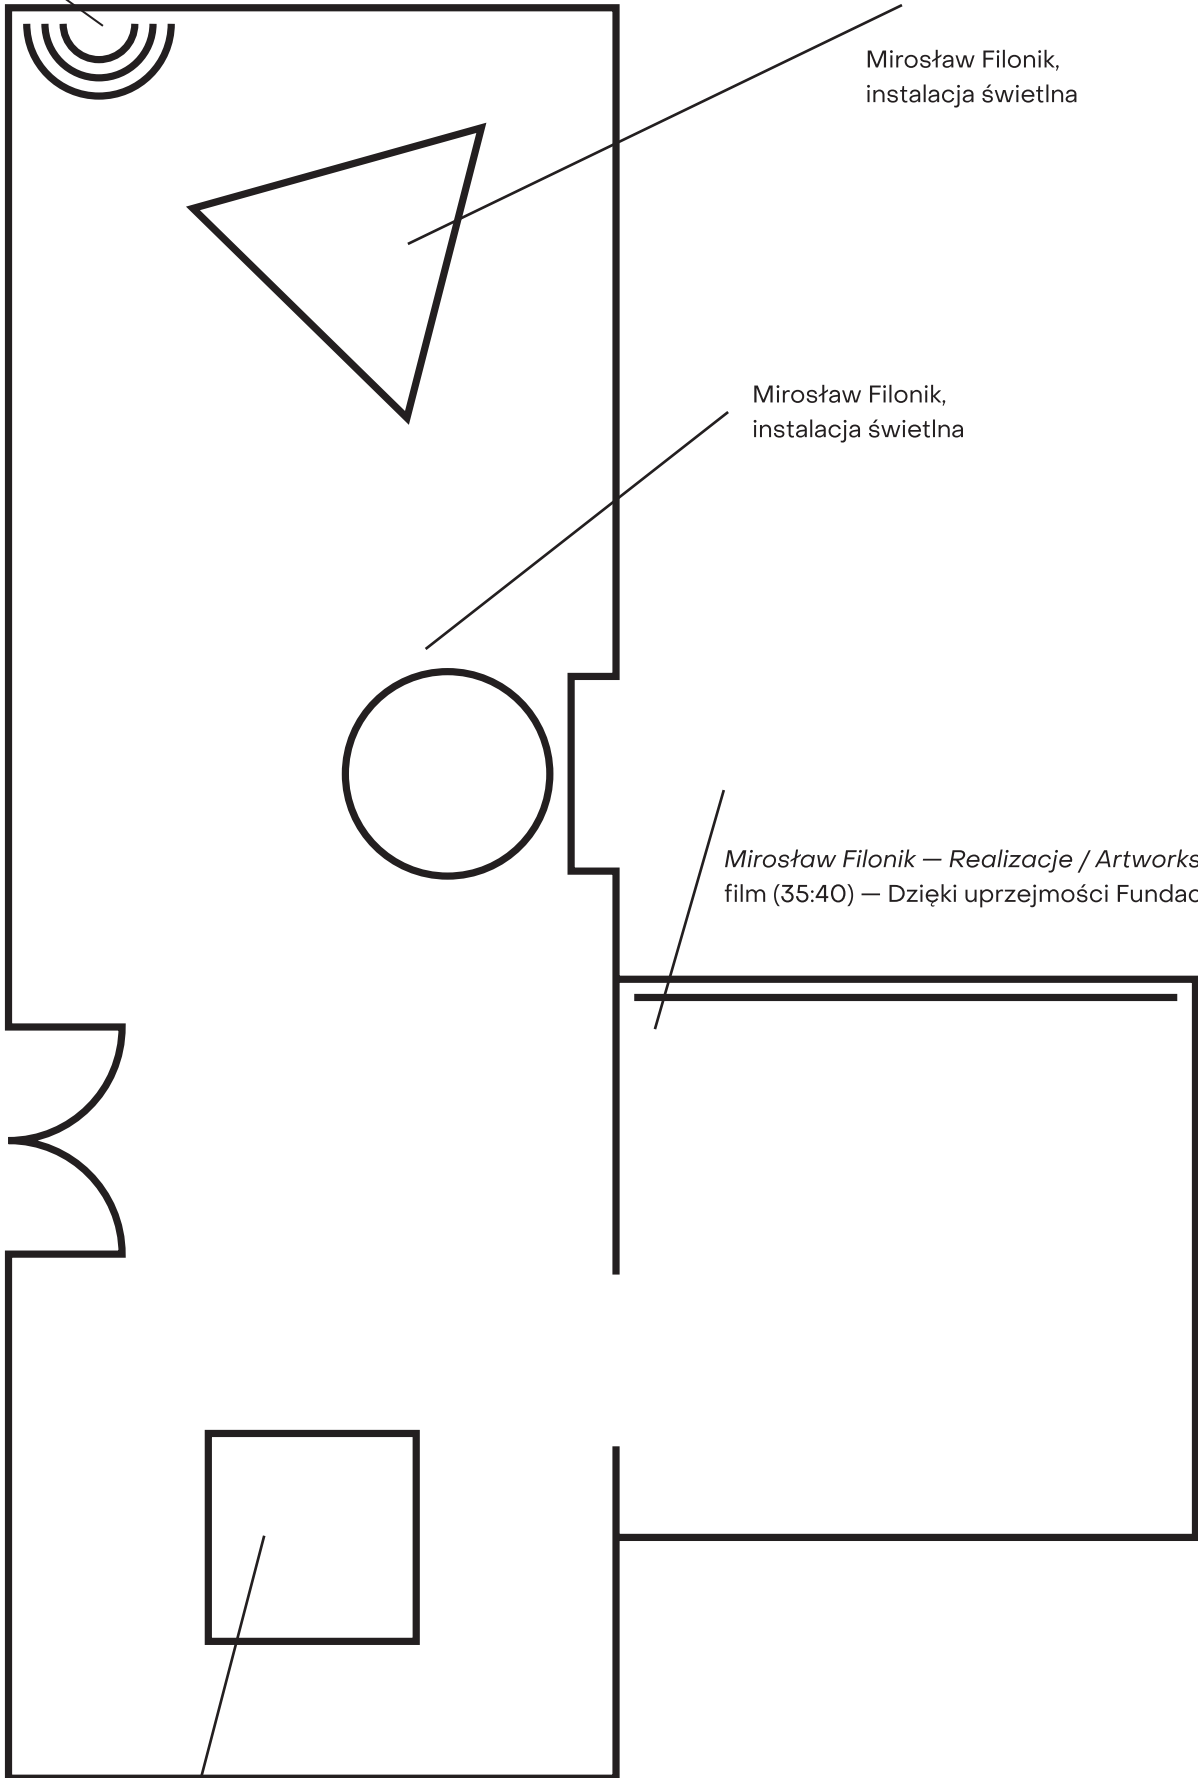 Mirosław Filonik,
instalacja świetlna
Mirosław Filonik,
instalacja świetlna
Mirosław Filonik — Realizacje / Artworks
film (35:40) — Dzięki uprzejmości